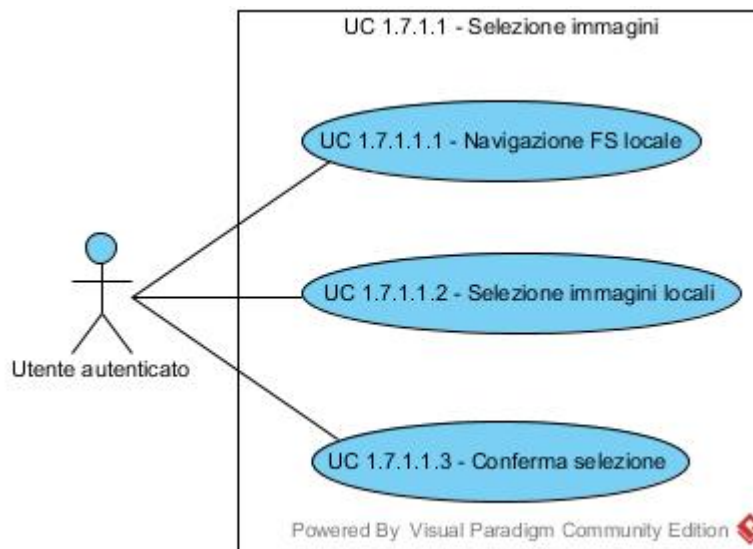 UC 1.7.1.1 - Selezione immagini
UC 1.7.1.1.1 - Navigazione FS locale
UC 1.7.1.1.2 - Selezione immagini locali
Utente autenticato
UC 1.7.1.1.3 - Conferma selezione
Powered By Visual Paradigm Community Edition